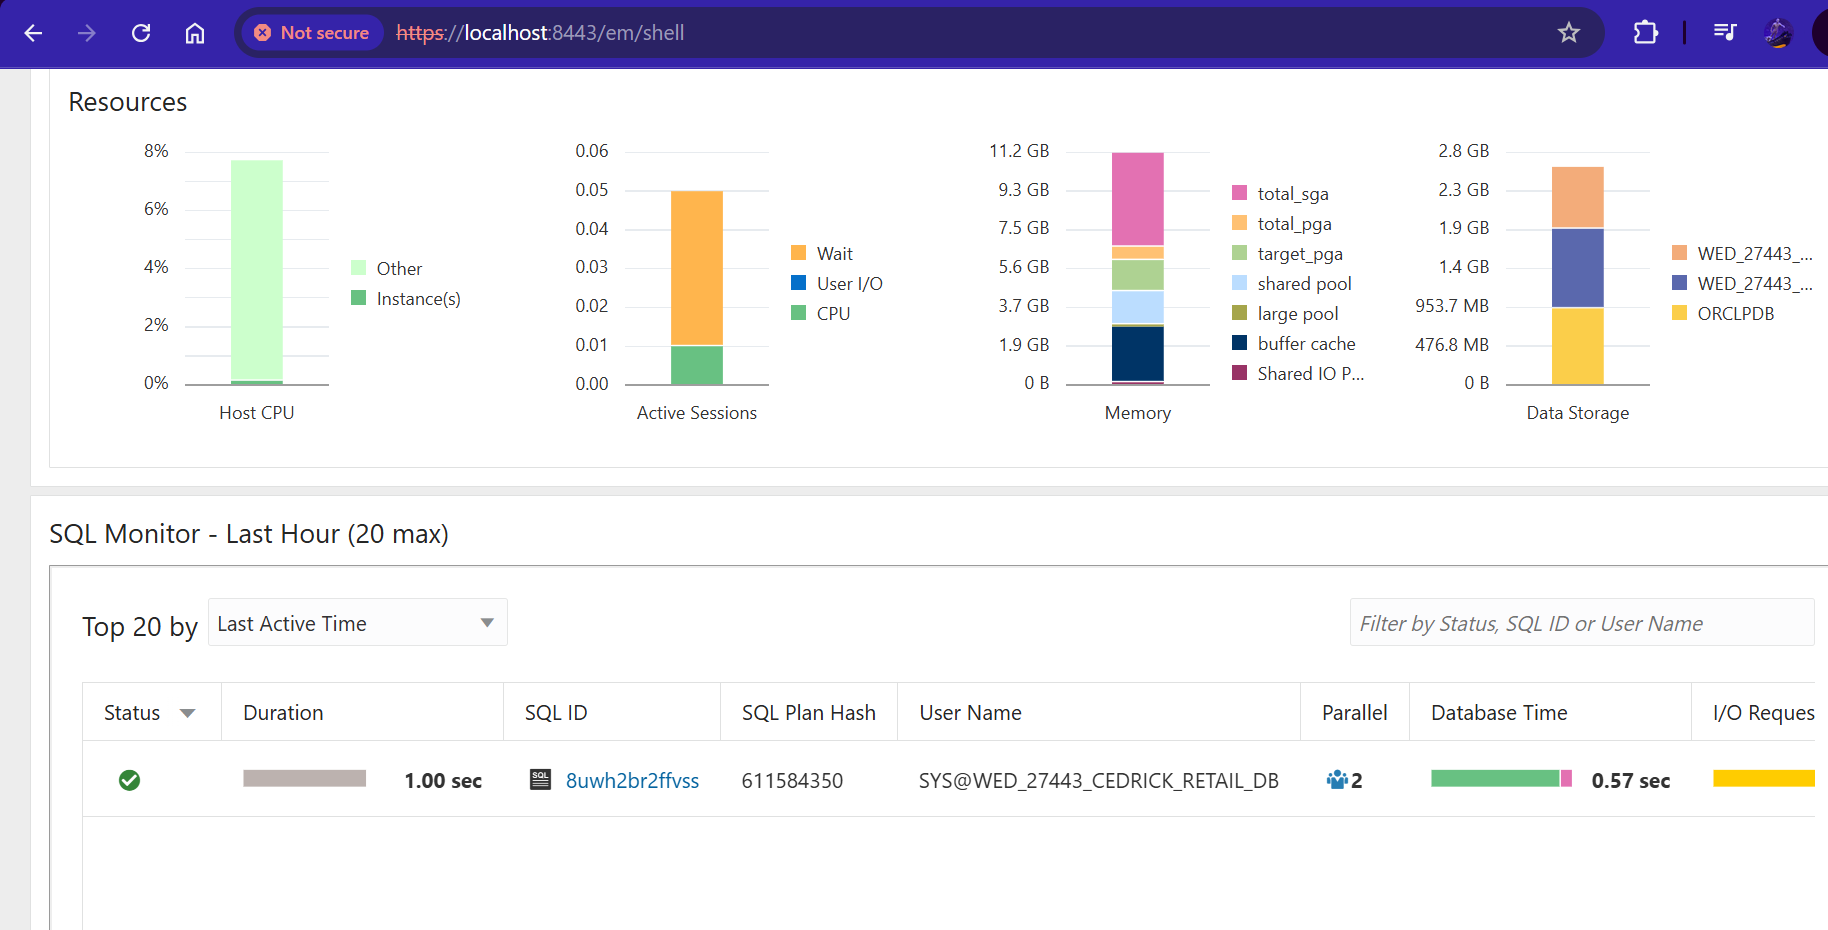 Not secure https://localhost:8443/em/shell
Resources
8%
6%
4%
2%
0%
Other
Instance(s)
Host CPU
0.06
0.05
0.04
0.03
0.02
0.01
0.00
Wait
User I/O
CPU
Active Sessions
11.2 GB
9.3 GB
7.5 GB
5.6 GB
3.7 GB
1.9 GB
0 B
total_sga
total_pga
target_pga
shared pool
large pool
buffer cache
Shared IO P...
Memory
2.8 GB
2.3 GB
1.9 GB
1.4 GB
953.7 MB
476.8 MB
0 B
WED_27443_...
WED_27443_...
ORCLPDB
Data Storage
SQL Monitor - Last Hour (20 max)
Top 20 by Last Active Time Filter by Status, SQL ID or User Name
Status Duration SQL ID SQL Plan Hash User Name Parallel Database Time I/O Reques
1.00 sec SQL 8uwh2br2ffvss 611584350 SYS@WED_27443_CEDRICK_RETAIL_DB 2 0.57 sec